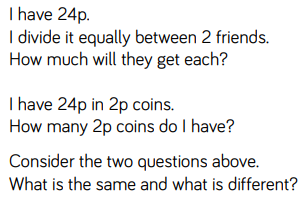 I have 24p.
I divide it equally between 2 friends.
How much will they get each?
I have 24p in 2p coins.
How many 2p coins do I have?
Consider the two questions above.
What is the same and what is different?